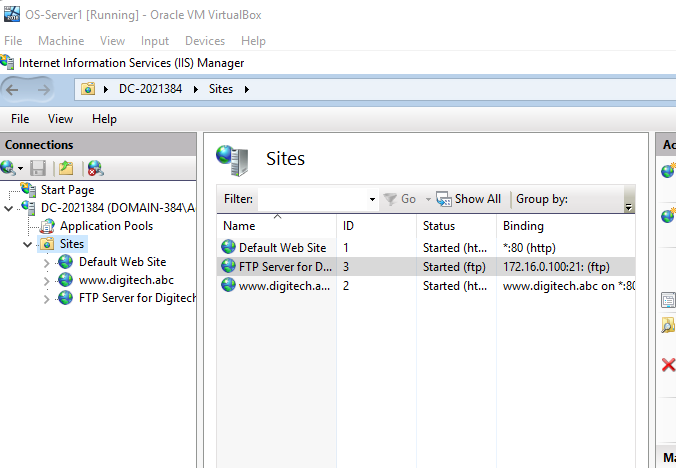 OS-Server1 [Running] - Oracle VM VirtualBox
File Machine View Input Devices Help
Internet Information Services (IIS) Manager
DC-2021384 Sites
File View Help
Connections
Start Page
DC-2021384 (DOMAIN-384\A
Application Pools
Sites
Default Web Site
www.digitech.abc
FTP Server for Digitech
Sites
Filter: Go Show All Group by:
Name ID Status Binding
Default Web Site 1 Started (ht... *:80 (http)
FTP Server for D... 3 Started (ftp) 172.16.0.100:21: (ftp)
www.digitech.a... 2 Started (ht... www.digitech.abc on *:80
Ac
Ma